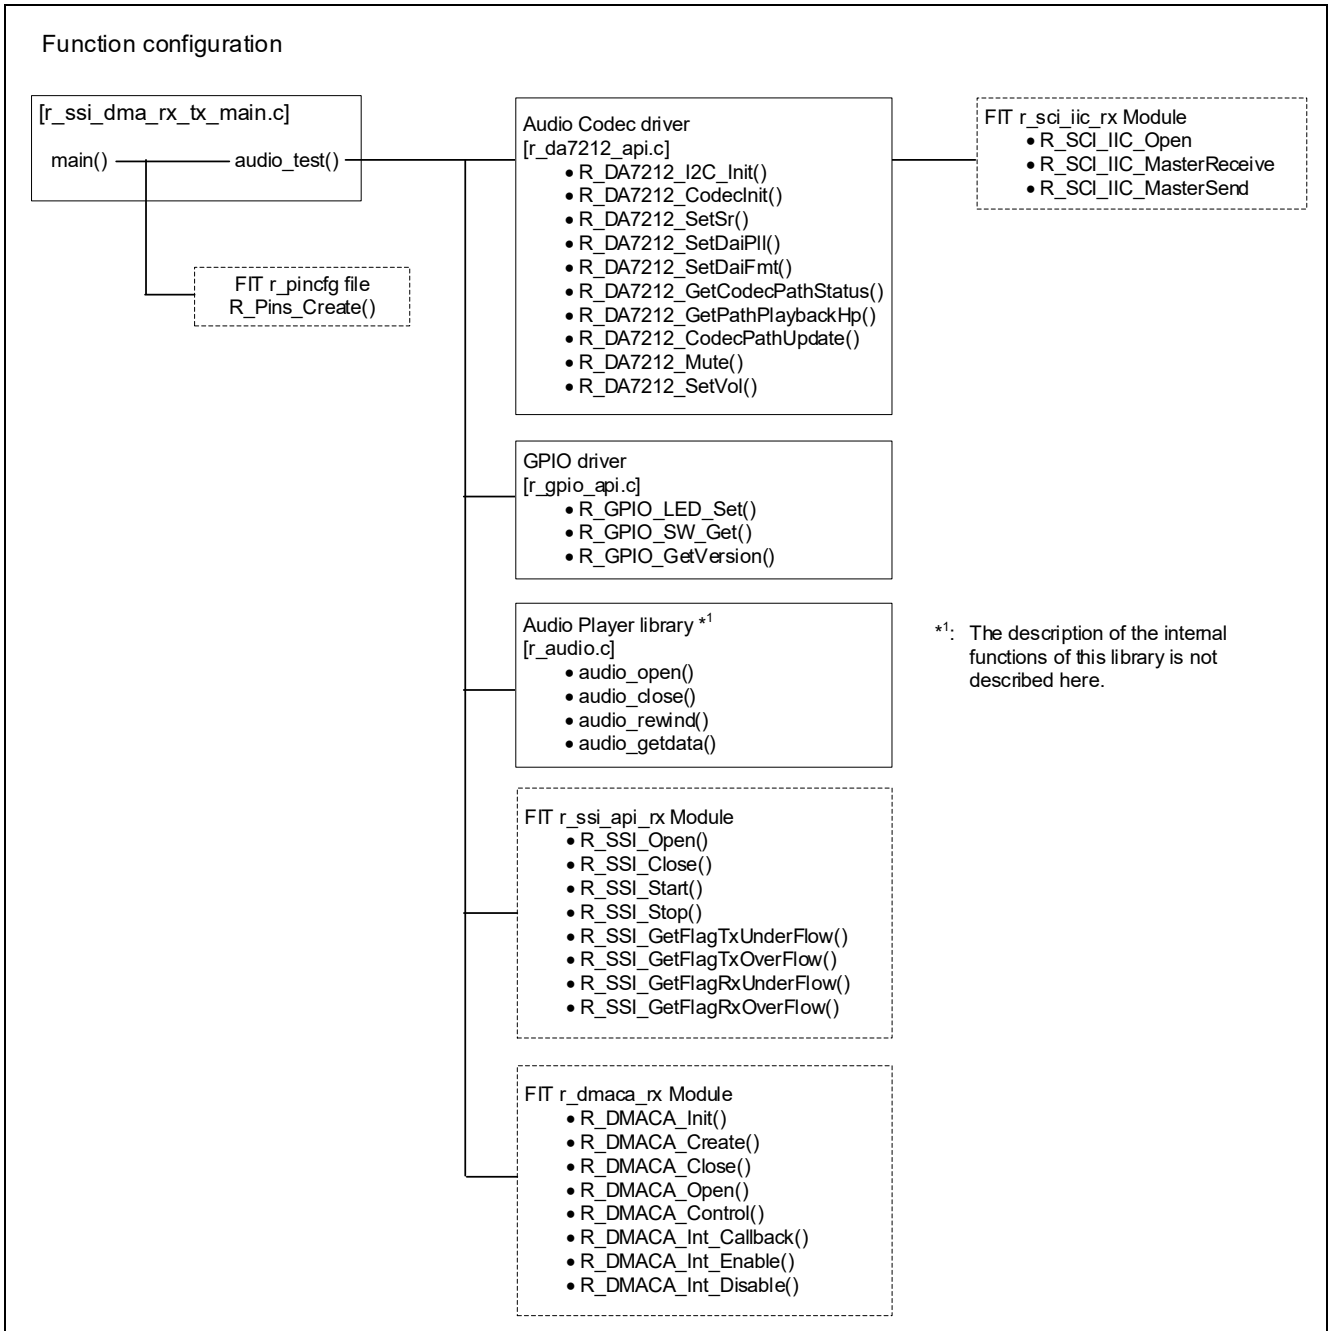 Function configuration
[r_ssi_dma_rx_tx_main.c]
main() audio_test()
FIT r_pincfg file
R_Pins_Create()
Audio Codec driver
[r_da7212_api.c]
• R_DA7212_I2C_Init()
• R_DA7212_CodecInit()
• R_DA7212_SetSr()
• R_DA7212_SetDaiPll()
• R_DA7212_SetDaiFmt()
• R_DA7212_GetCodecPathStatus()
• R_DA7212_GetPathPlaybackHp()
• R_DA7212_CodecPathUpdate()
• R_DA7212_Mute()
• R_DA7212_SetVol()
FIT r_sci_iic_rx Module
• R_SCI_IIC_Open
• R_SCI_IIC_MasterReceive
• R_SCI_IIC_MasterSend
GPIO driver
[r_gpio_api.c]
• R_GPIO_LED_Set()
• R_GPIO_SW_Get()
• R_GPIO_GetVersion()
Audio Player library *1
[r_audio.c]
• audio_open()
• audio_close()
• audio_rewind()
• audio_getdata()
*1: The description of the internal
functions of this library is not
described here.
FIT r_ssi_api_rx Module
• R_SSI_Open()
• R_SSI_Close()
• R_SSI_Start()
• R_SSI_Stop()
• R_SSI_GetFlagTxUnderFlow()
• R_SSI_GetFlagTxOverFlow()
• R_SSI_GetFlagRxUnderFlow()
• R_SSI_GetFlagRxOverFlow()
FIT r_dmaca_rx Module
• R_DMACA_Init()
• R_DMACA_Create()
• R_DMACA_Close()
• R_DMACA_Open()
• R_DMACA_Control()
• R_DMACA_Int_Callback()
• R_DMACA_Int_Enable()
• R_DMACA_Int_Disable()